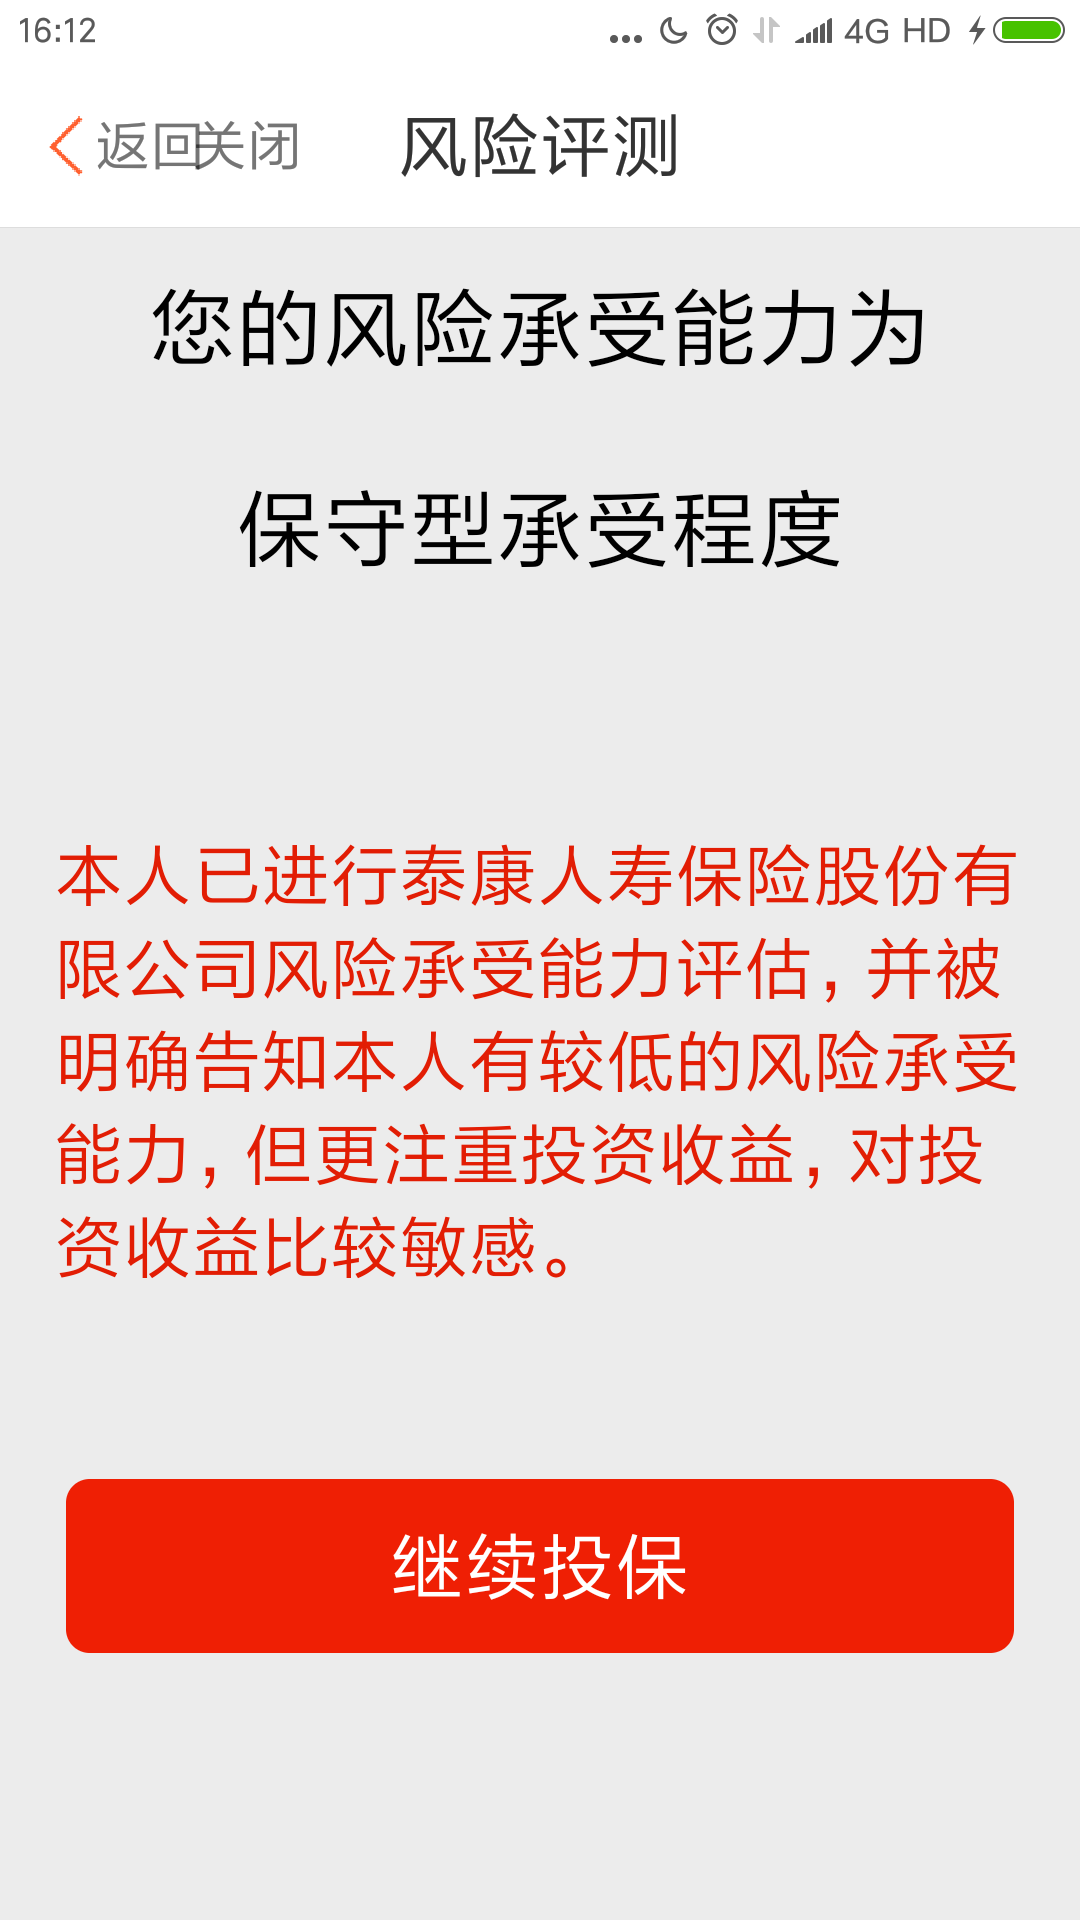 16:12
4G HD
返回关闭
风险评测
您的风险承受能力为
保守型承受程度
本人已进行泰康人寿保险股份有
限公司风险承受能力评估，并被
明确告知本人有较低的风险承受
能力，但更注重投资收益，对投
资收益比较敏感。
继续投保